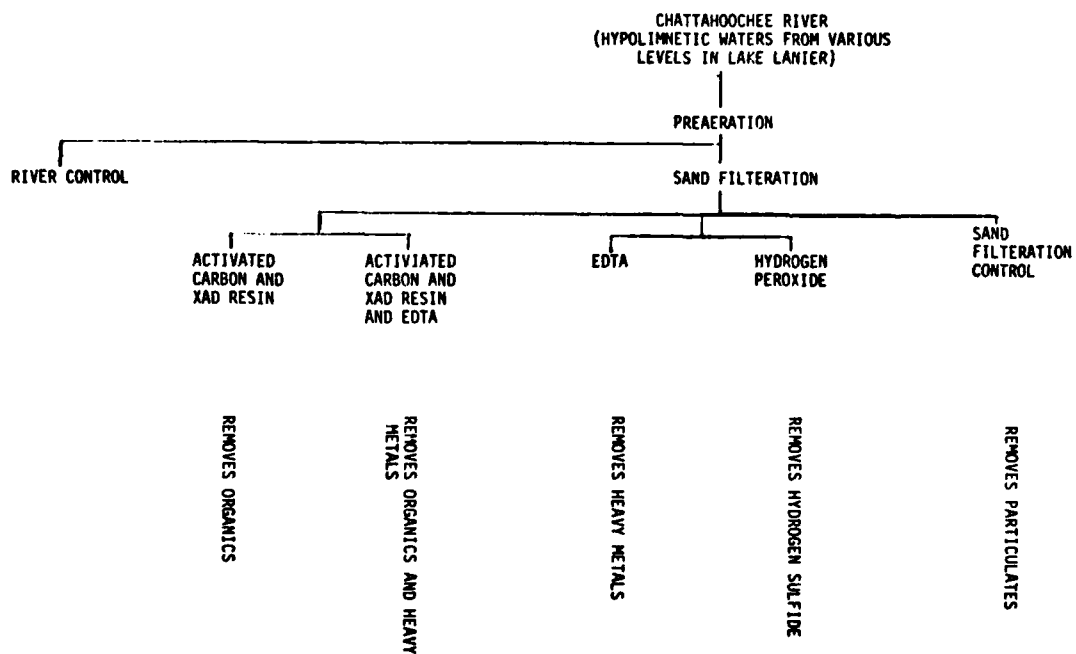 CHATTAHOOCHEE RIVER
(HYPOLIMNETIC WATERS FROM VARIOUS
LEVELS IN LAKE LANIER)
PREAERATION
RIVER CONTROL
SAND FILTERATION
ACTIVATED
CARBON AND
XAD RESIN
ACTIVIATED
CARBON AND
XAD RESIN
AND EDTA
EDTA
HYDROGEN
PEROXIDE
SAND
FILTERATION
CONTROL
REMOVES ORGANICS
REMOVES ORGANICS AND HEAVY
METALS
REMOVES HEAVY METALS
REMOVES HYDROGEN SULFIDE
REMOVES PARTICULATES